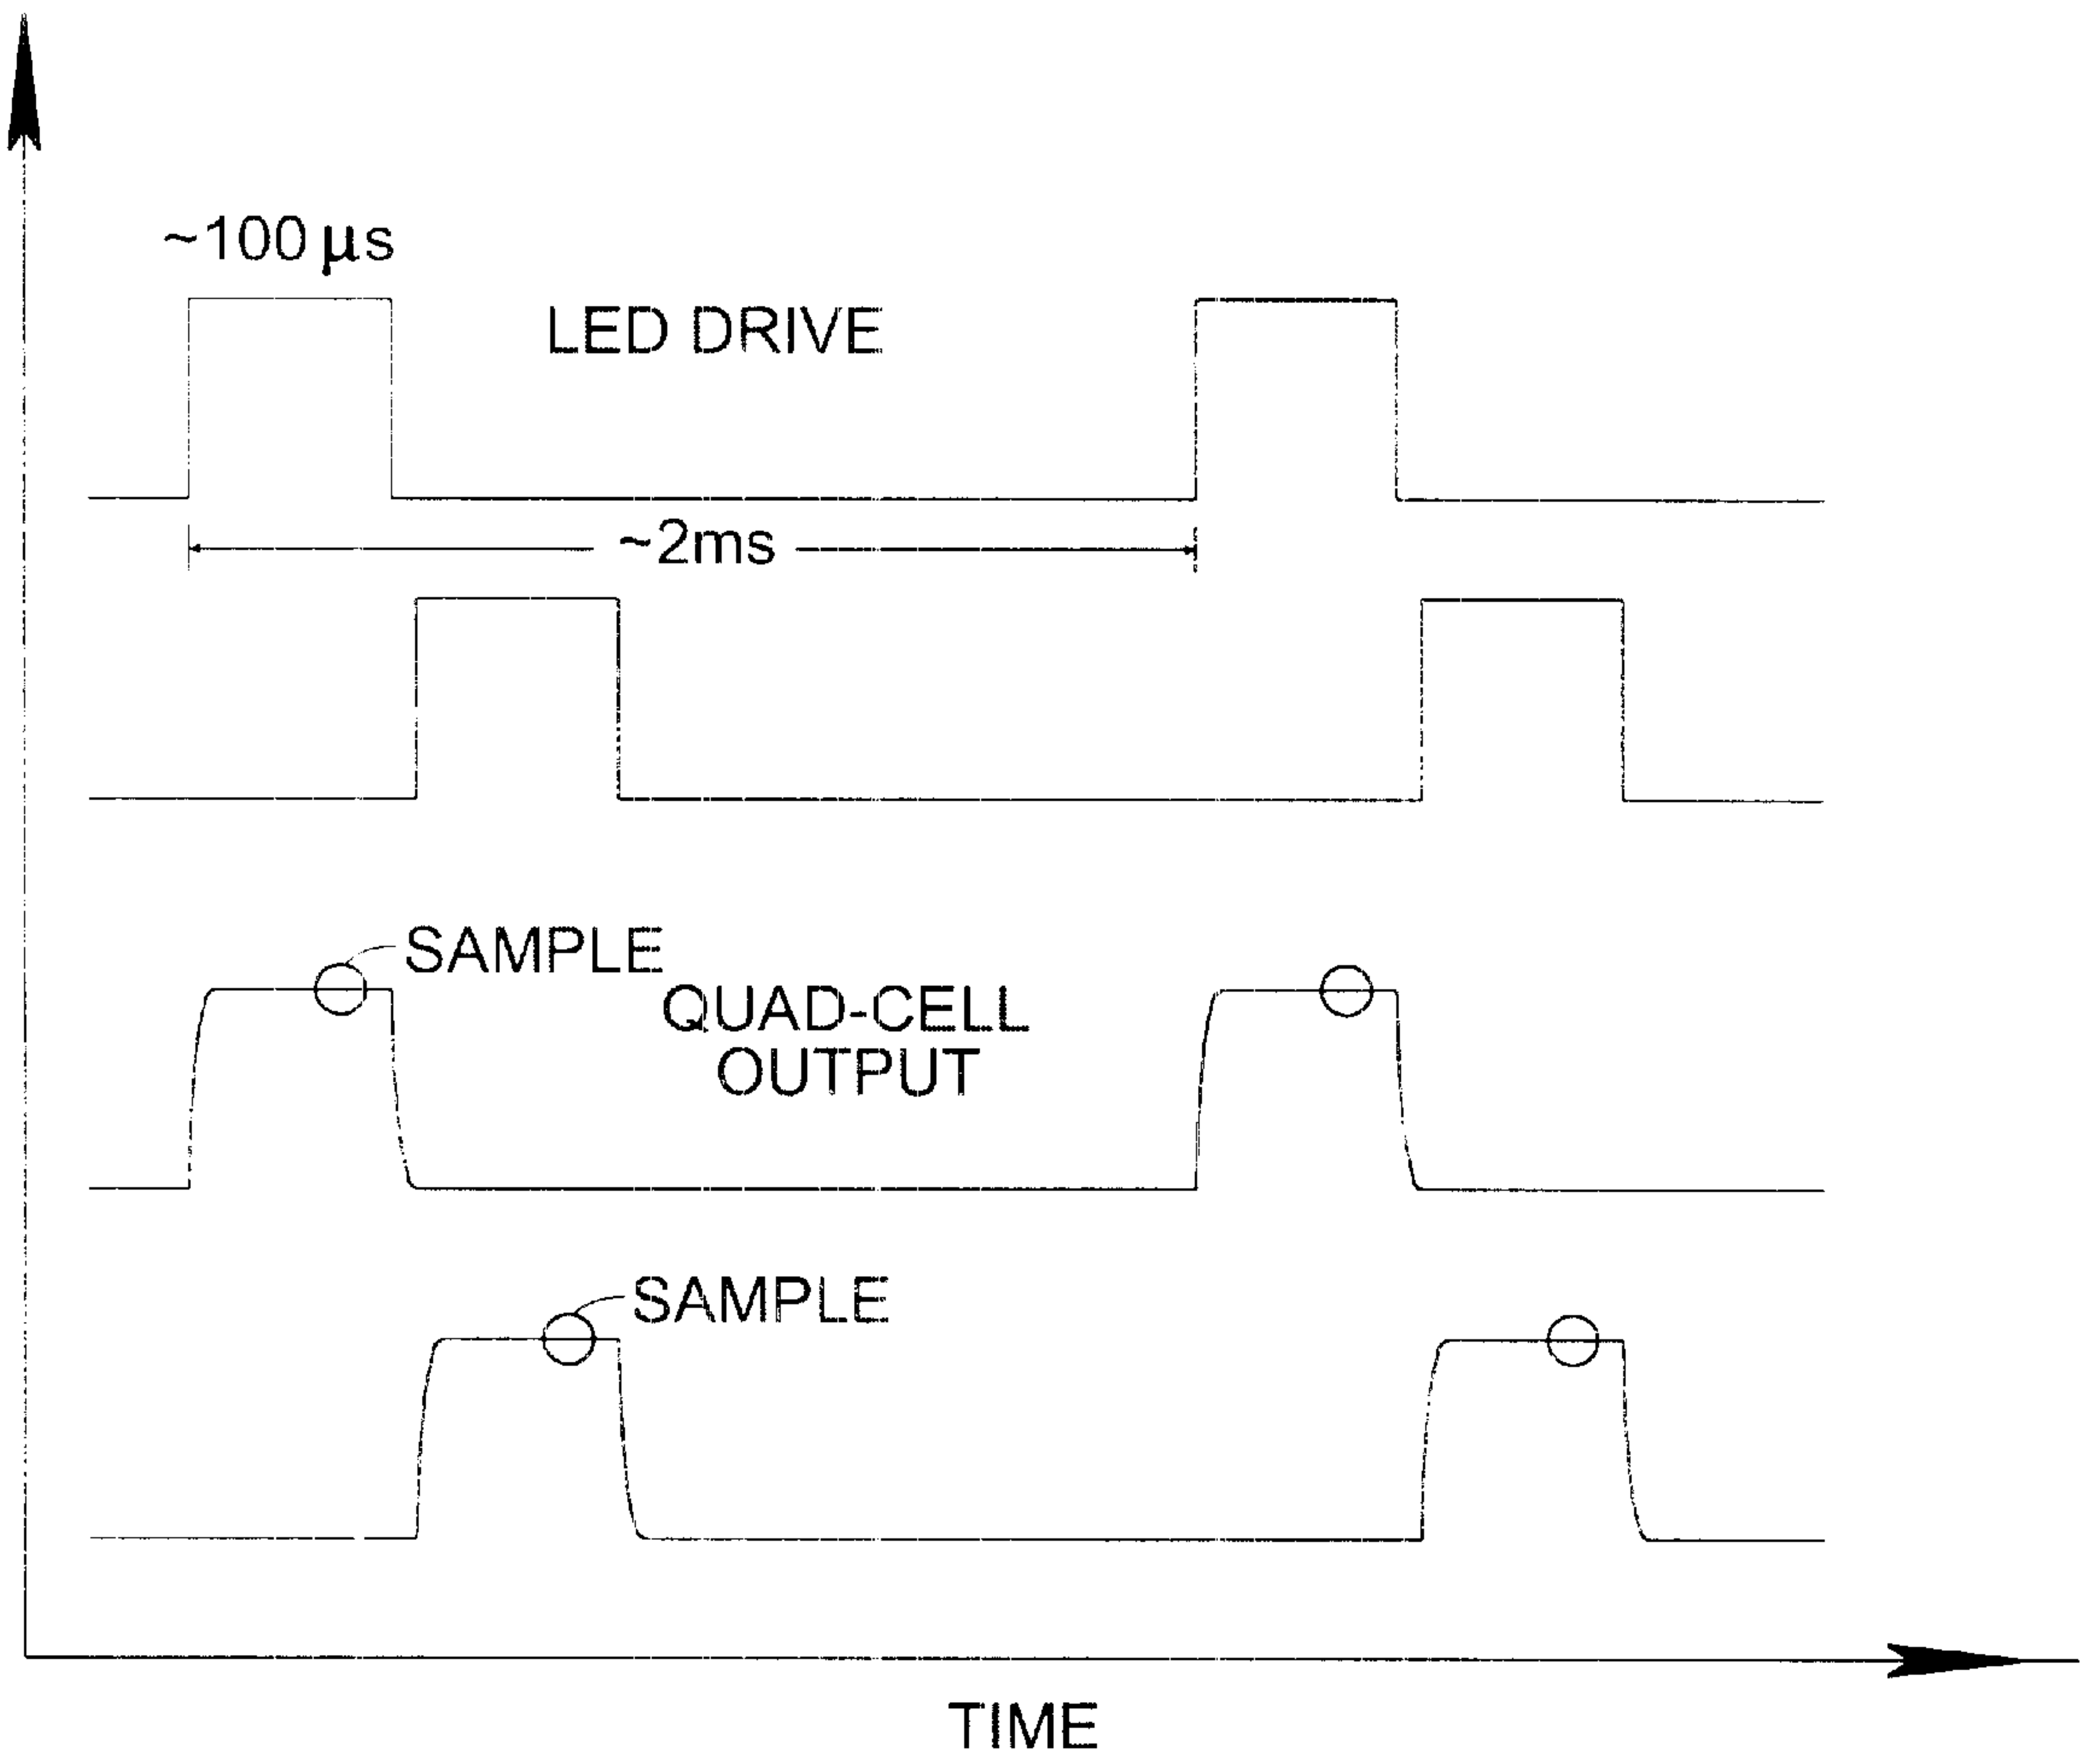 ~100 μs
LED DRIVE
~2ms
SAMPLE
QUAD-CELL
OUTPUT
SAMPLE
TIME